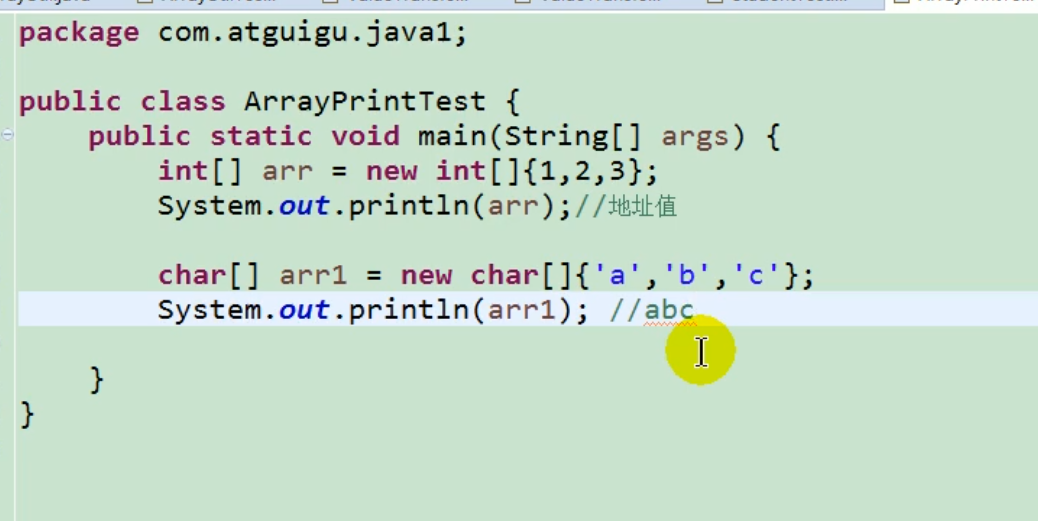 package com.atguigu.java1;
public class ArrayPrintTest {
public static void main(String[] args) {
int[] arr = new int[]{1,2,3};
System.out.println(arr);//地址值
char[] arr1 = new char[]{'a','b','c'};
System.out.println(arr1); //abc
}
}